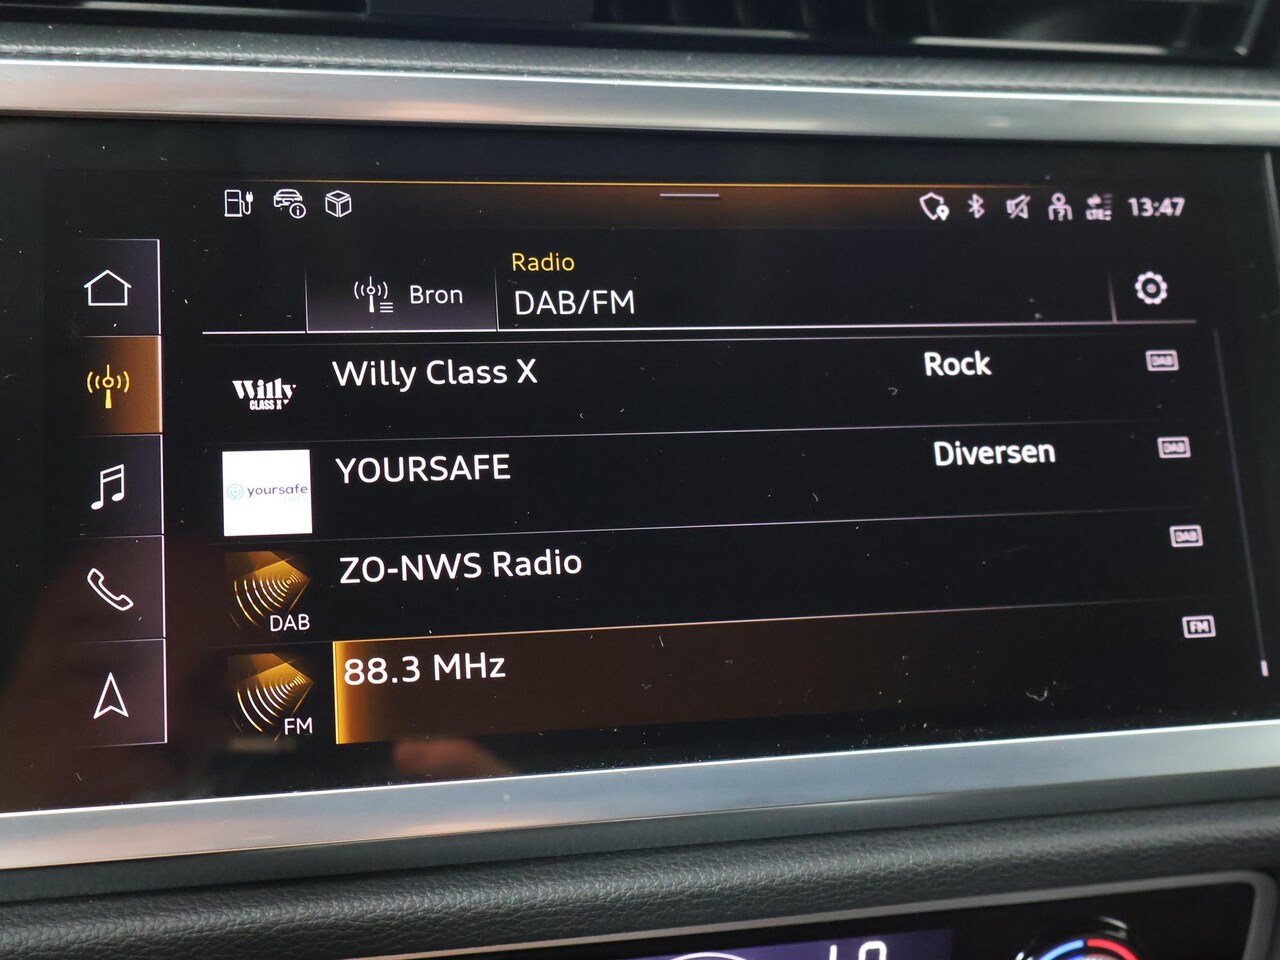 LTE
13:47
Bron
Radio
DAB/FM
Willy
CLASS X
Willy Class X
Rock
DAB
yoursafe
YOURSAFE
Diversen
DAB
DAB
ZO-NWS Radio
DAB
FM
88.3 MHz
FM